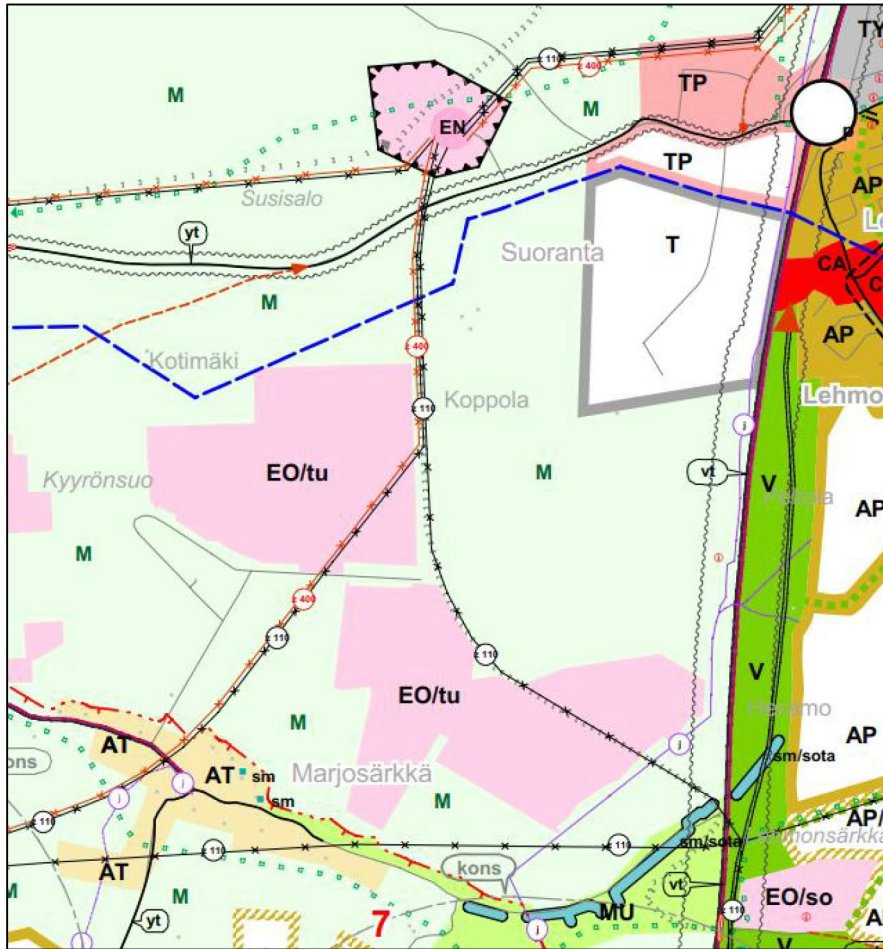 TY
110
400
M
M
TP
EN
P
TP
AP
Susisalo
yt
Suoranta
T
CA
M
AP
400
Kotimäki
Koppola
110
Lehmo
j
EO/tu
Kyyrönsuo
M
vt
V
AP
M
400
110
110
EO/tu
V
M
AP
AT
Marjosärkkä
j
sm/sota
AT
sm
j
sm
M
j
110
110
110
AP/
sm/sota
kons
AT
vt
M
EO/so
M
yt
7
MU
j
110
V